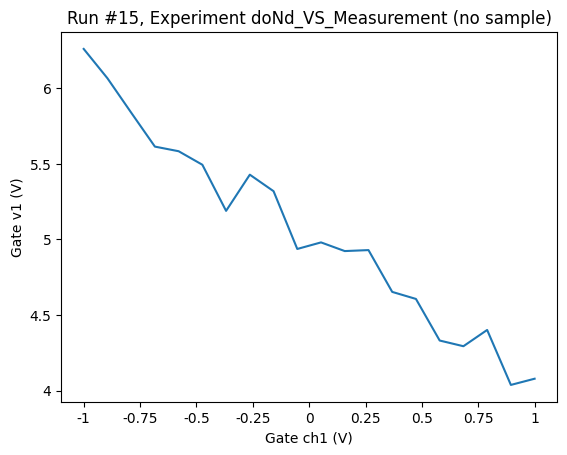 Run #15, Experiment doNd_VS_Measurement (no sample)
6
5.5
5
4.5
4
Gate v1 (V)
-1 -0.75 -0.5 -0.25 0 0.25 0.5 0.75 1
Gate ch1 (V)